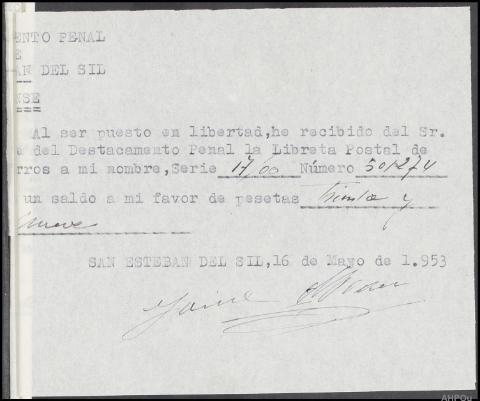 ENTO PENAL
E
AN DEL SIL
NSE
Al ser puesto en libertad,he recibido del Sr.
e del Destacamento Penal la Libreta Postal de
rros a mi nombre,Serie 17/00 Número 501274
un saldo a mi favor de pesetas Treinta y
nueve
SAN ESTEBAN DEL SIL,16 de Mayo de 1.953
Jaime
AHPOu